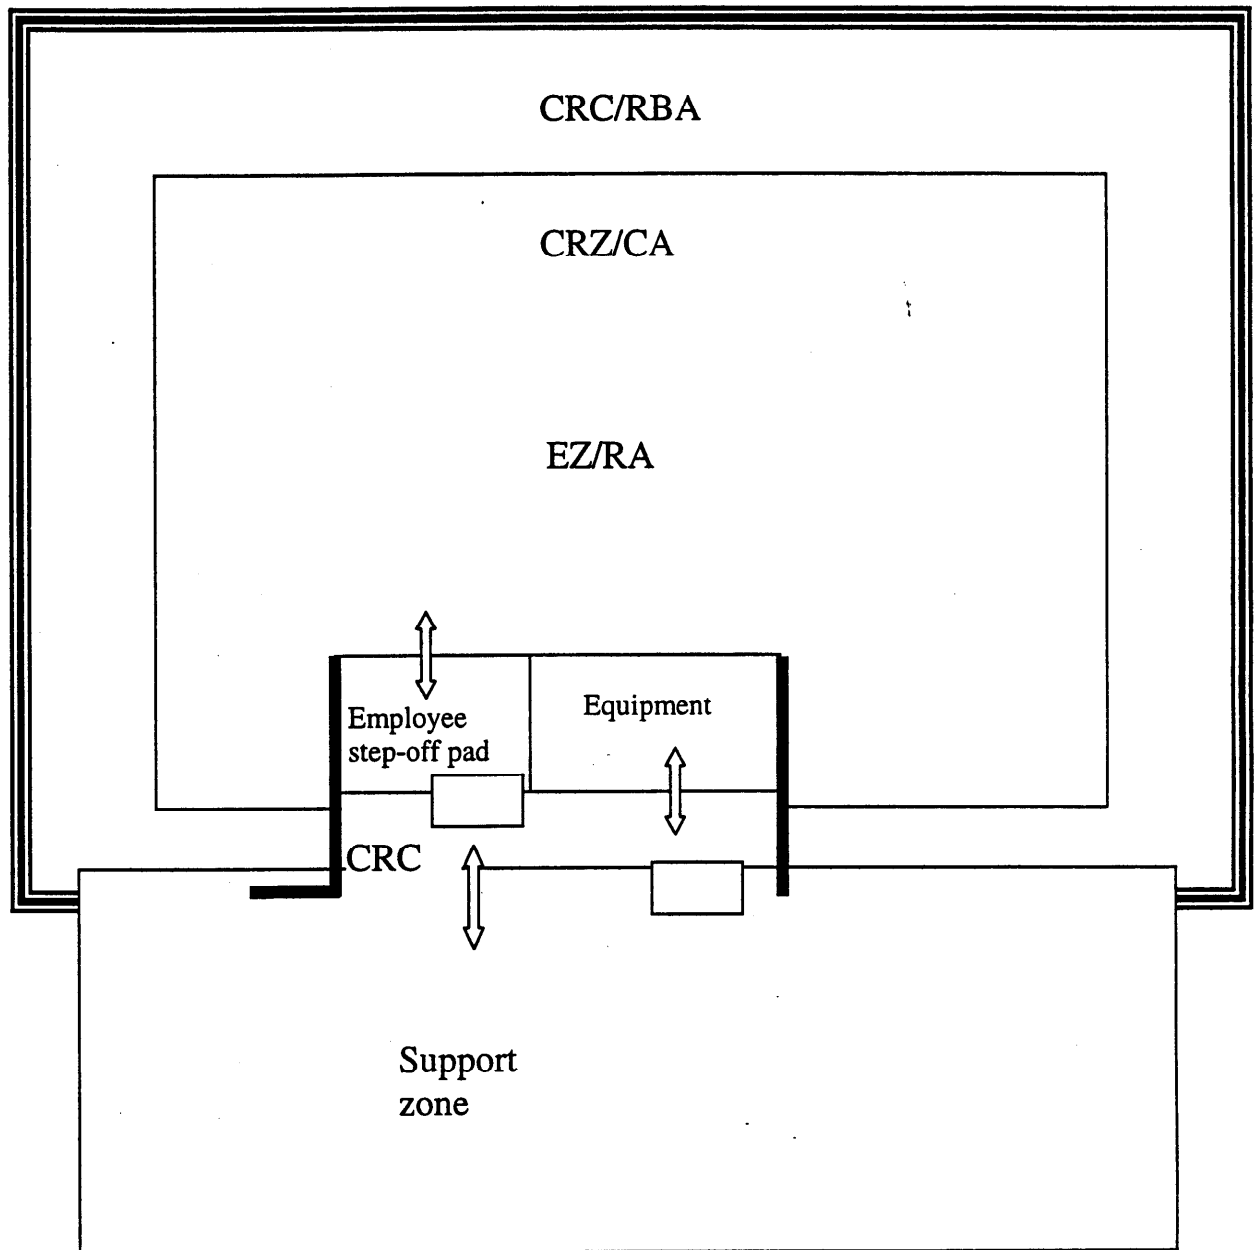 CRC/RBA
CRZ/CA
EZ/RA
Employee
step-off pad
Equipment
CRC
Support
zone